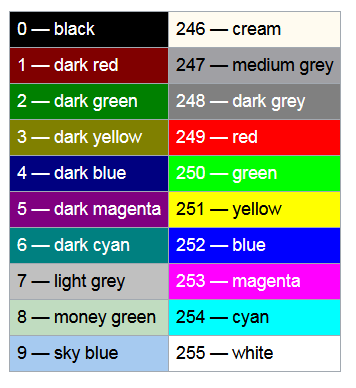 0 — black 246 — cream
1 — dark red 247 — medium grey
2 — dark green 248 — dark grey
3 — dark yellow 249 — red
4 — dark blue 250 — green
5 — dark magenta 251 — yellow
6 — dark cyan 252 — blue
7 — light grey 253 — magenta
8 — money green 254 — cyan
9 — sky blue 255 — white